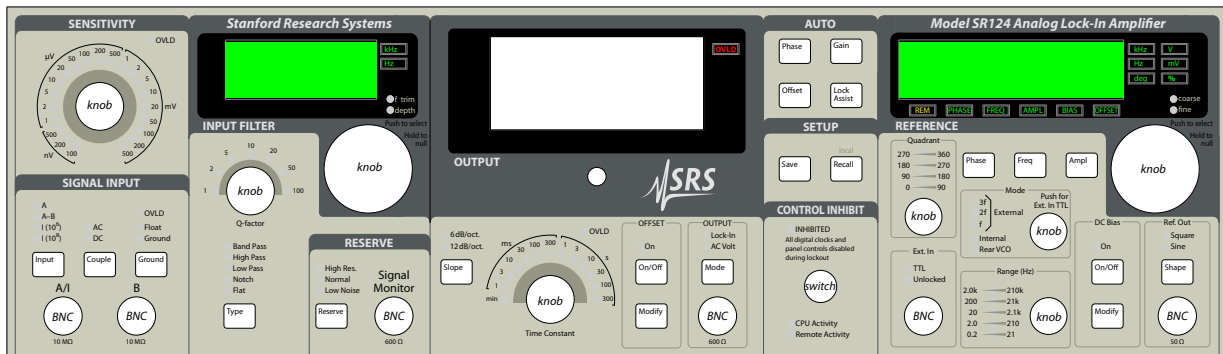 SENSITIVITY
OVLD
µV
nV
mV
100
200
50
20
10
5
2
1
500
200
100
500
1
2
5
10
20
50
100
200
500
knob
SIGNAL INPUT
A
A–B
I (10⁶)
I (10⁸)
AC
DC
OVLD
Float
Ground
Input
Couple
Ground
A/I
B
BNC
BNC
10 MΩ
10 MΩ
Stanford Research Systems
kHz
Hz
f trim
depth
Push to select
Hold to null
knob
INPUT FILTER
1
2
5
10
20
50
100
knob
Q-factor
Band Pass
High Pass
Low Pass
Notch
Flat
Type
RESERVE
High Res.
Normal
Low Noise
Reserve
Signal Monitor
BNC
600 Ω
OVLD
OUTPUT
SRS
6dB/oct.
12dB/oct.
Slope
OVLD
ms
s
min
1
3
10
30
100
300
1
3
10
30
100
300
knob
Time Constant
OFFSET
On
On/Off
Modify
OUTPUT
Lock-In
AC Volt
Mode
BNC
600 Ω
AUTO
Phase
Gain
Offset
Lock Assist
SETUP
local
Save
Recall
CONTROL INHIBIT
INHIBITED
All digital clocks and
panel controls disabled
during lockout
switch
CPU Activity
Remote Activity
Model SR124 Analog Lock-In Amplifier
kHz
V
Hz
mV
deg
%
REM
PHASE
FREQ
AMPL
BIAS
OFFSET
coarse
fine
Push to select
Hold to null
knob
REFERENCE
Quadrant
270
360
180
270
90
180
0
90
knob
Phase
Freq
Ampl
Mode
3f
2f
f
External
Internal
Rear VCO
Push for
Ext. In TTL
knob
Ext. In
TTL
Unlocked
BNC
Range (Hz)
2.0k
210k
200
21k
20
2.1k
2.0
210
0.2
21
knob
DC Bias
On
On/Off
Modify
Ref. Out
Square
Sine
Shape
BNC
50 Ω